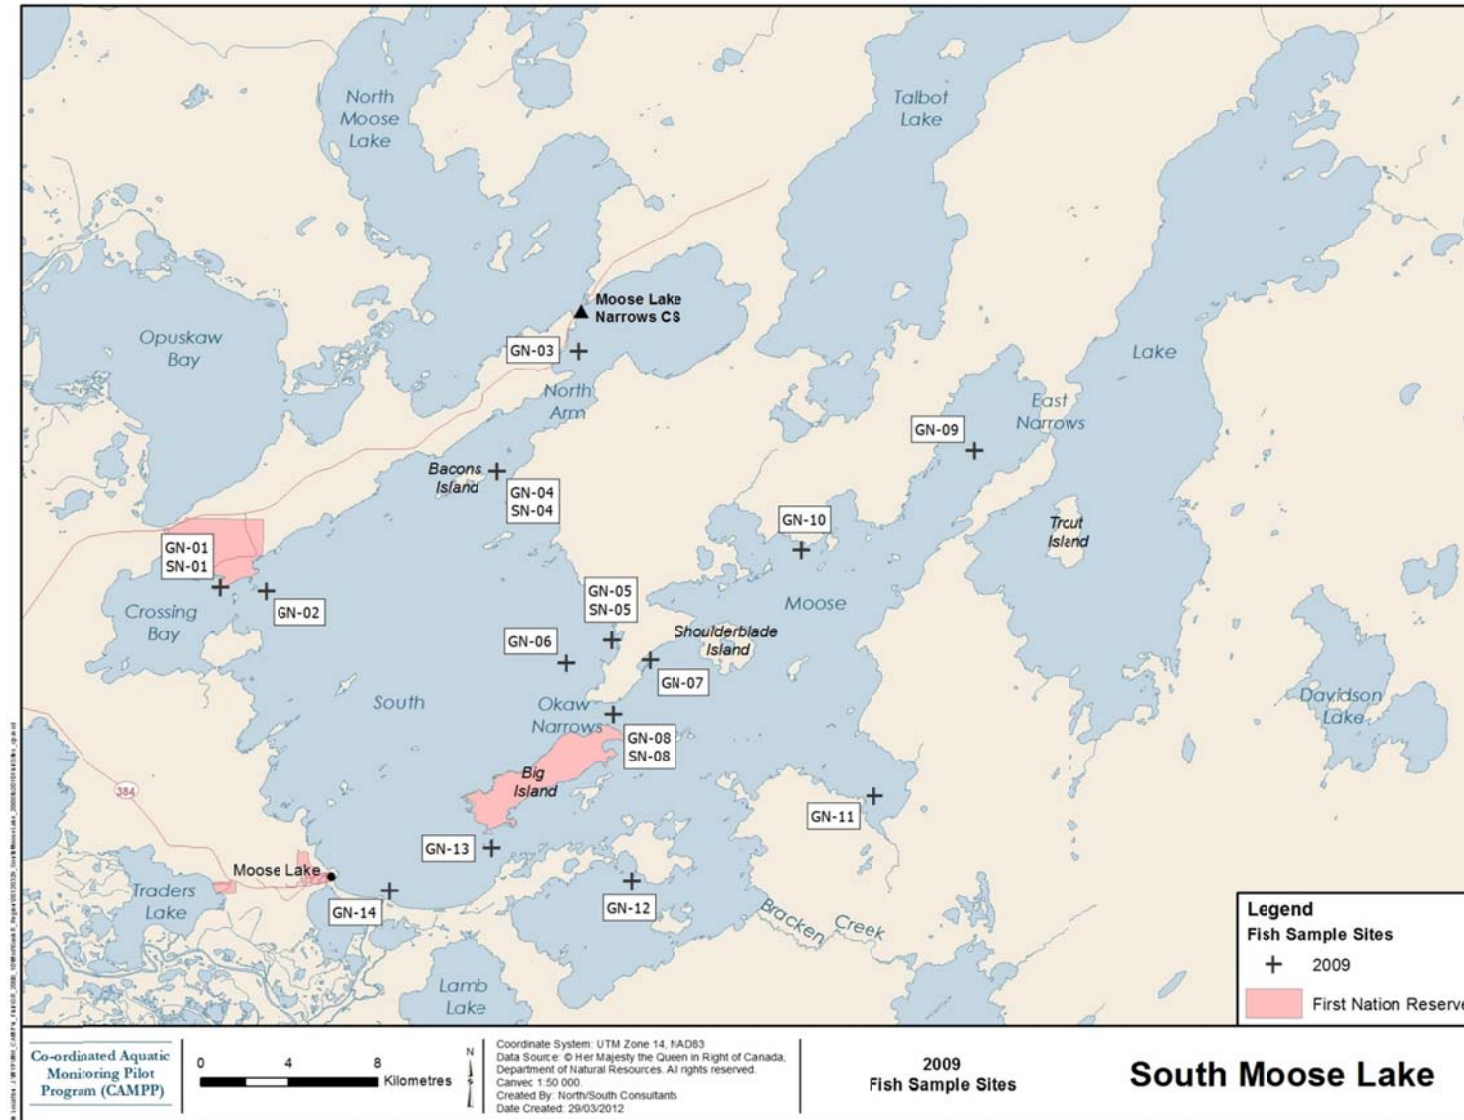 North
Moose
Lake
Talbot
Lake
Opuskaw
Bay
Moose Lake
Narrows CS
GN-03
Lake
North
Arm
East
Narrows
GN-09
Bacons
Island
GN-04
SN-04
GN-10
Trout
Island
GN-01
SN-01
GN-02
GN-05
SN-05
Moose
Crossing
Bay
GN-06
Shoulderblade
Island
GN-07
South
Okaw
Narrows
Davidson
Lake
GN-08
SN-08
Big
Island
384
GN-11
GN-13
Moose Lake
Traders
Lake
GN-14
GN-12
Bracken Creek
Lamb
Lake
Legend
Fish Sample Sites
2009
First Nation Reserve
Co-ordinated Aquatic
Monitoring Pilot
Program (CAMPP)
0 4 8
Kilometres
N
Coordinate System: UTM Zone 14, NAD83
Data Source: © Her Majesty the Queen in Right of Canada,
Department of Natural Resources. All rights reserved.
Canvec 1:50 000.
Created By: North/South Consultants
Date Created: 29/03/2012
2009
Fish Sample Sites
South Moose Lake